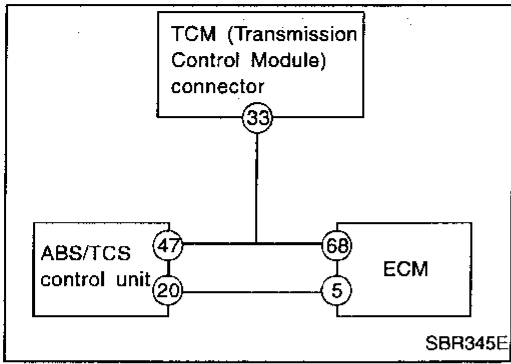 TCM (Transmission
Control Module)
connector
33
47
68
ABS/TCS
control unit
ECM
20
5
SBR345E